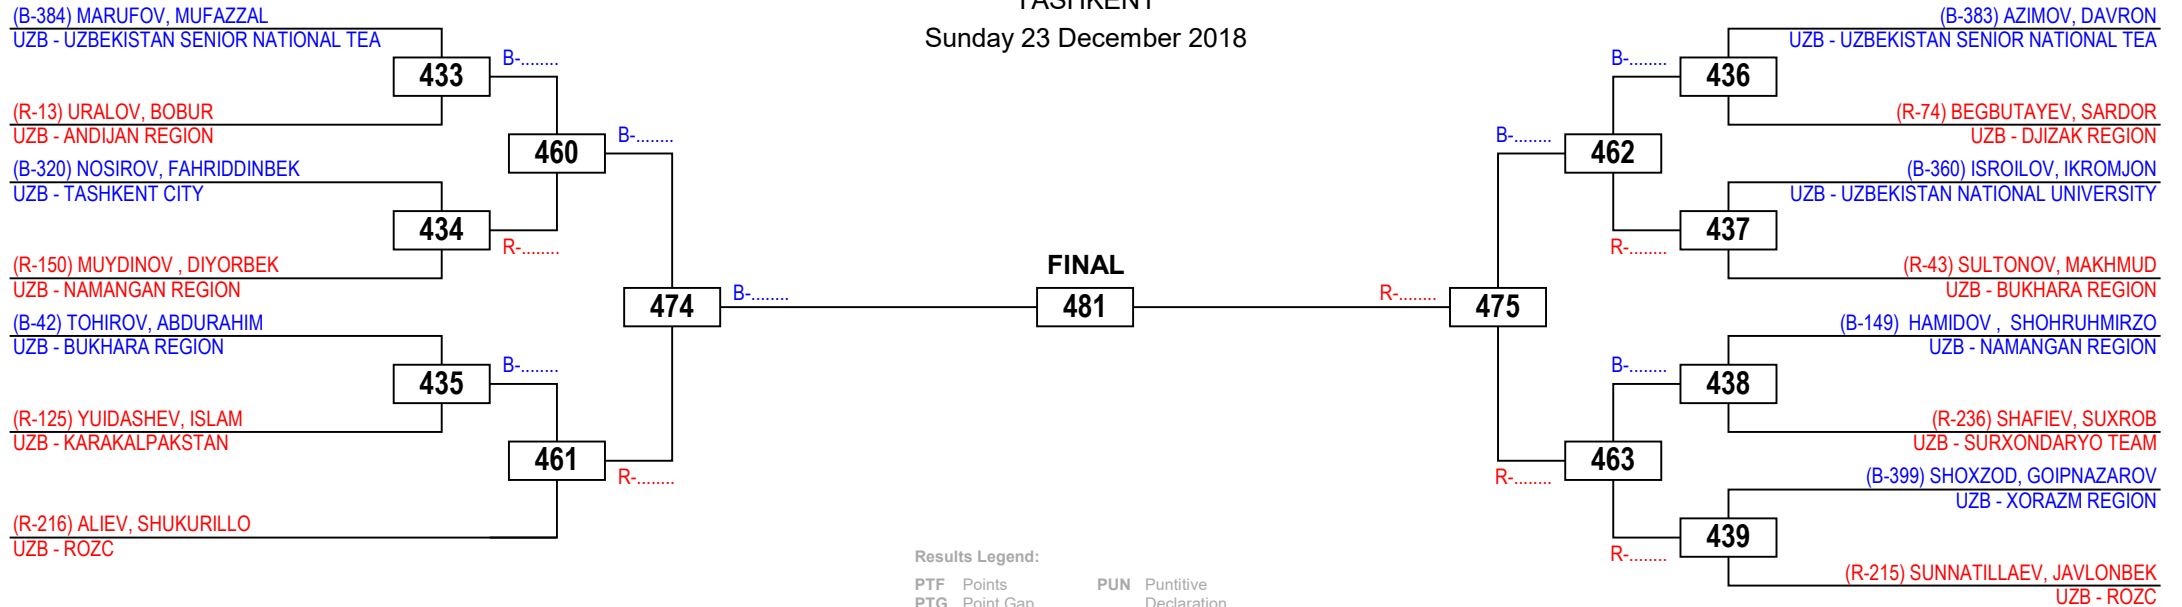 TASHKENT
Sunday 23 December 2018
(B-384) MARUFOV, MUFAZZAL
UZB - UZBEKISTAN SENIOR NATIONAL TEA
433
B-........
(R-13) URALOV, BOBUR
UZB - ANDIJAN REGION
460
B-........
(B-320) NOSIROV, FAHRIDDINBEK
UZB - TASHKENT CITY
434
R-........
(R-150) MUYDINOV , DIYORBEK
UZB - NAMANGAN REGION
474
B-........
(B-42) TOHIROV, ABDURAHIM
UZB - BUKHARA REGION
435
B-........
(R-125) YUIDASHEV, ISLAM
UZB - KARAKALPAKSTAN
461
R-........
(R-216) ALIEV, SHUKURILLO
UZB - ROZC
FINAL
481
(B-383) AZIMOV, DAVRON
UZB - UZBEKISTAN SENIOR NATIONAL TEA
B-........
436
(R-74) BEGBUTAYEV, SARDOR
UZB - DJIZAK REGION
B-........
462
(B-360) ISROILOV, IKROMJON
UZB - UZBEKISTAN NATIONAL UNIVERSITY
437
R-........
(R-43) SULTONOV, MAKHMUD
UZB - BUKHARA REGION
R-........
475
(B-149) HAMIDOV , SHOHRUHMIRZO
UZB - NAMANGAN REGION
B-........
438
(R-236) SHAFIEV, SUXROB
UZB - SURXONDARYO TEAM
463
R-........
(B-399) SHOXZOD, GOIPNAZAROV
UZB - XORAZM REGION
439
R-........
(R-215) SUNNATILLAEV, JAVLONBEK
UZB - ROZC
Results Legend:
PTF Points
PUN Puntitive
PTG Point Gap
Declaration